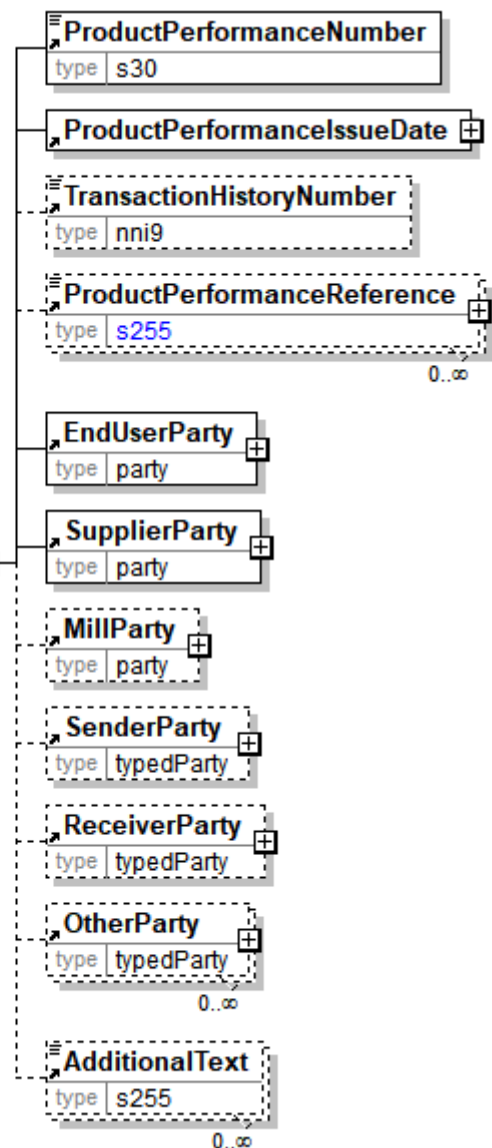 ProductPerformanceNumber
type s30
ProductPerformanceIssueDate
TransactionHistoryNumber
type nni9
ProductPerformanceReference
type s255
0..∞
EndUserParty
type party
SupplierParty
type party
MillParty
type party
SenderParty
type typedParty
ReceiverParty
type typedParty
OtherParty
type typedParty
0..∞
AdditionalText
type s255
0..∞